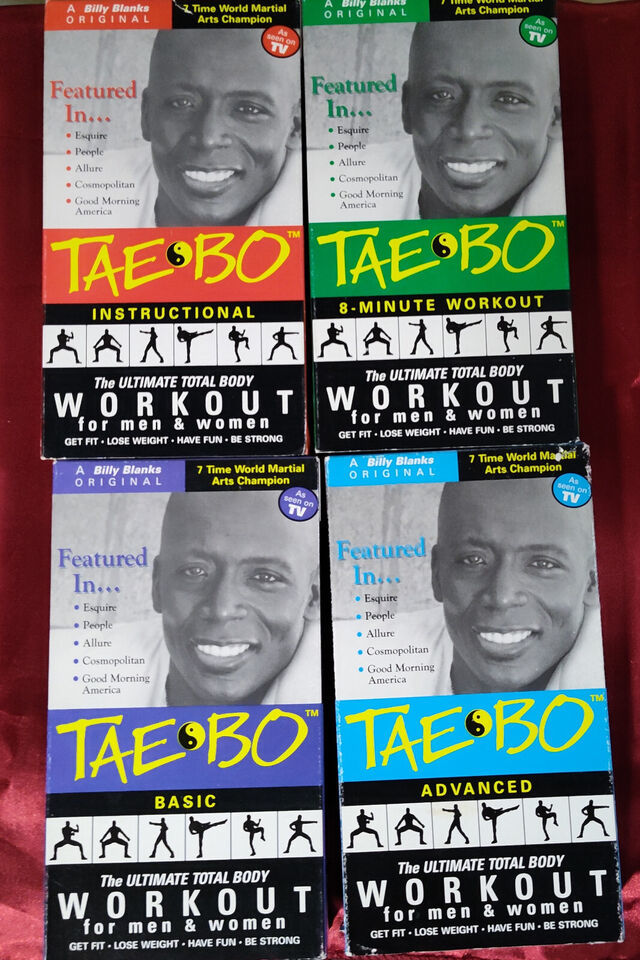 A Billy Blanks
ORIGINAL
7 Time World Martial
Arts Champion
As
seen on
TV
Featured
In...
• Esquire
• People
• Allure
• Cosmopolitan
• Good Morning
America
TAE BO™
INSTRUCTIONAL
The ULTIMATE TOTAL BODY
WORKOUT
for men & women
GET FIT • LOSE WEIGHT • HAVE FUN • BE STRONG
A Billy Blanks
ORIGINAL
7 Time World Martial
Arts Champion
As
seen on
TV
Featured
In...
• Esquire
• People
• Allure
• Cosmopolitan
• Good Morning
America
TAE BO™
8-MINUTE WORKOUT
The ULTIMATE TOTAL BODY
WORKOUT
for men & women
GET FIT • LOSE WEIGHT • HAVE FUN • BE STRONG
A Billy Blanks
ORIGINAL
7 Time World Martial
Arts Champion
As
seen on
TV
Featured
In...
• Esquire
• People
• Allure
• Cosmopolitan
• Good Morning
America
TAE BO™
BASIC
The ULTIMATE TOTAL BODY
WORKOUT
for men & women
GET FIT • LOSE WEIGHT • HAVE FUN • BE STRONG
A Billy Blanks
ORIGINAL
7 Time World Martial
Arts Champion
As
seen on
TV
Featured
In...
• Esquire
• People
• Allure
• Cosmopolitan
• Good Morning
America
TAE BO™
ADVANCED
The ULTIMATE TOTAL BODY
WORKOUT
for men & women
GET FIT • LOSE WEIGHT • HAVE FUN • BE STRONG